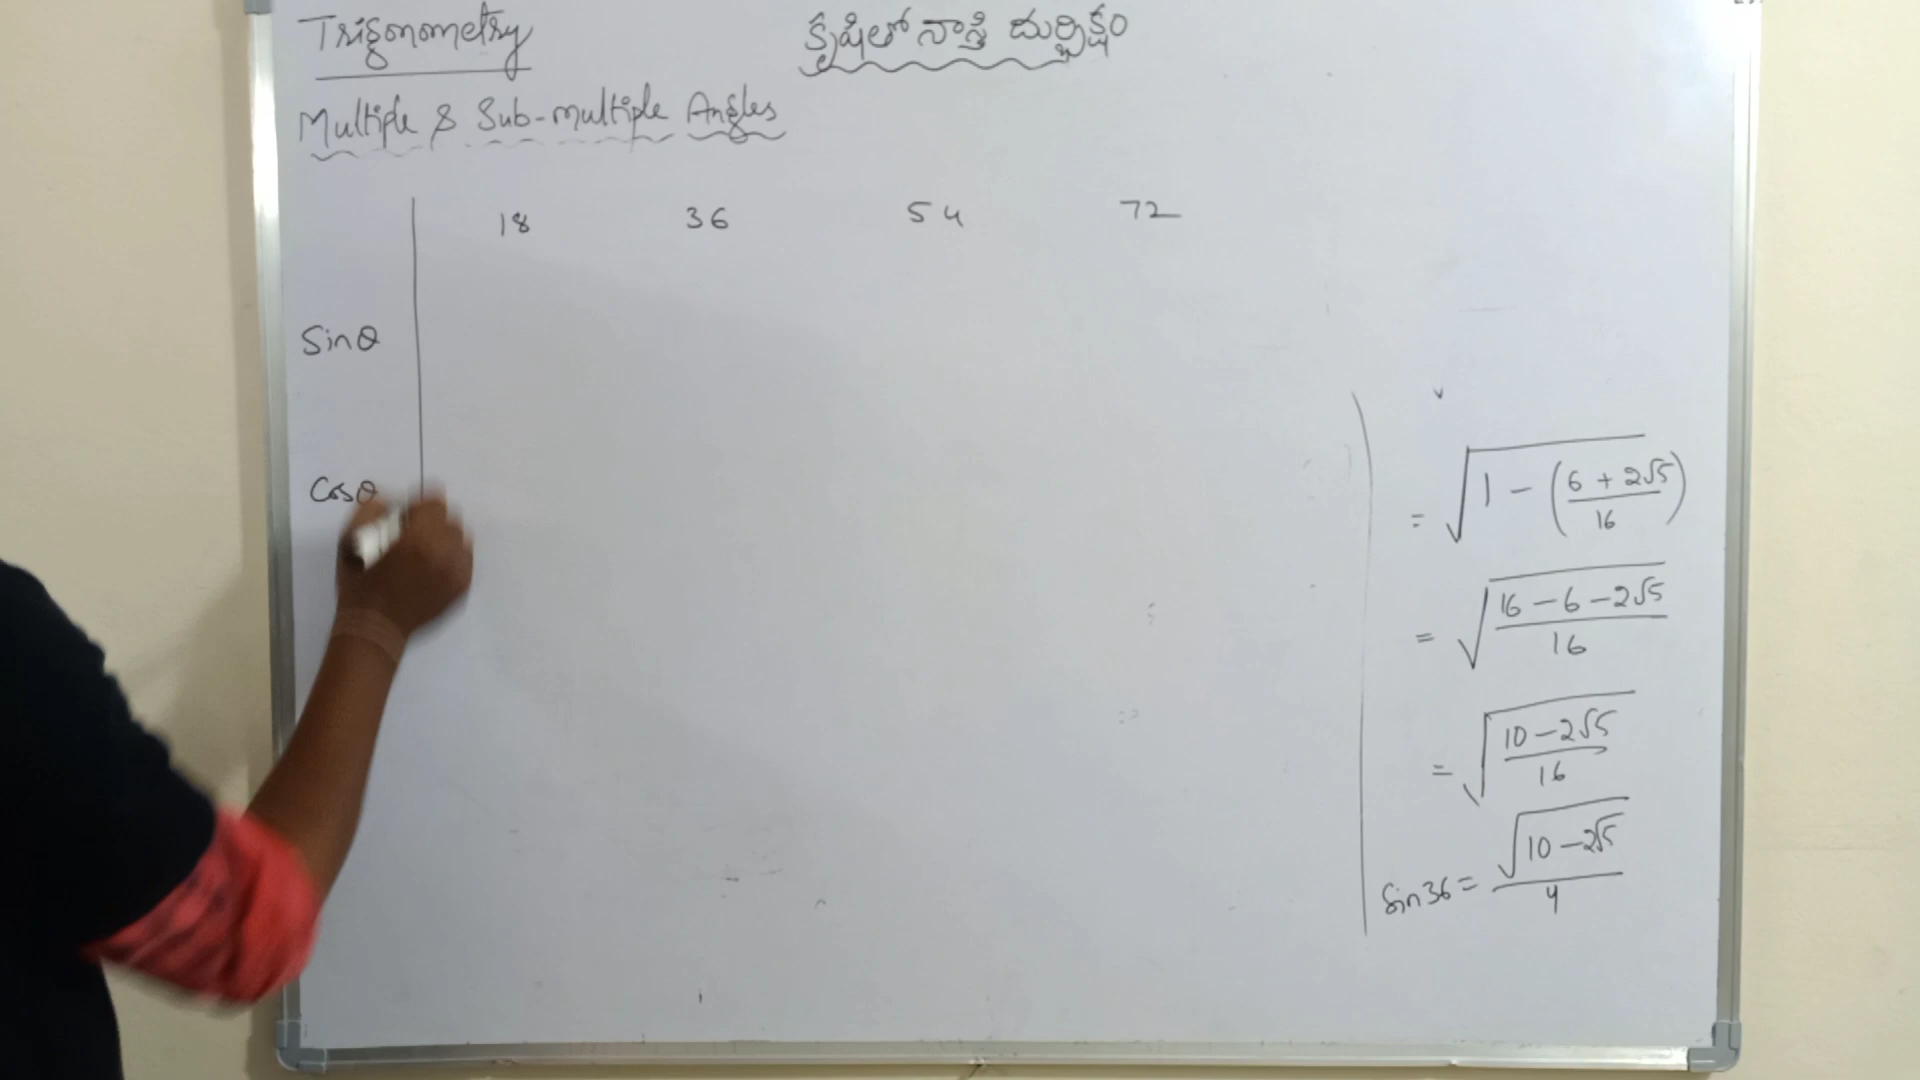 Trigonometry
కృషితో నాస్తి దుర్భిక్షం
Multiple & Sub-multiple Angles
18 36 54 72
Sinθ
Cosθ
= √(1 - ((6 + 2√5)/16))
= √((16 - 6 - 2√5)/16)
= √((10 - 2√5)/16)
Sin36 = √(10 - 2√5)/4